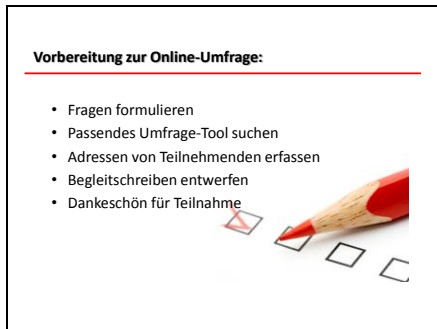 Vorbereitung zur Online-Umfrage:
• Fragen formulieren
• Passendes Umfrage-Tool suchen
• Adressen von Teilnehmenden erfassen
• Begleitschreiben entwerfen
• Dankeschön für Teilnahme